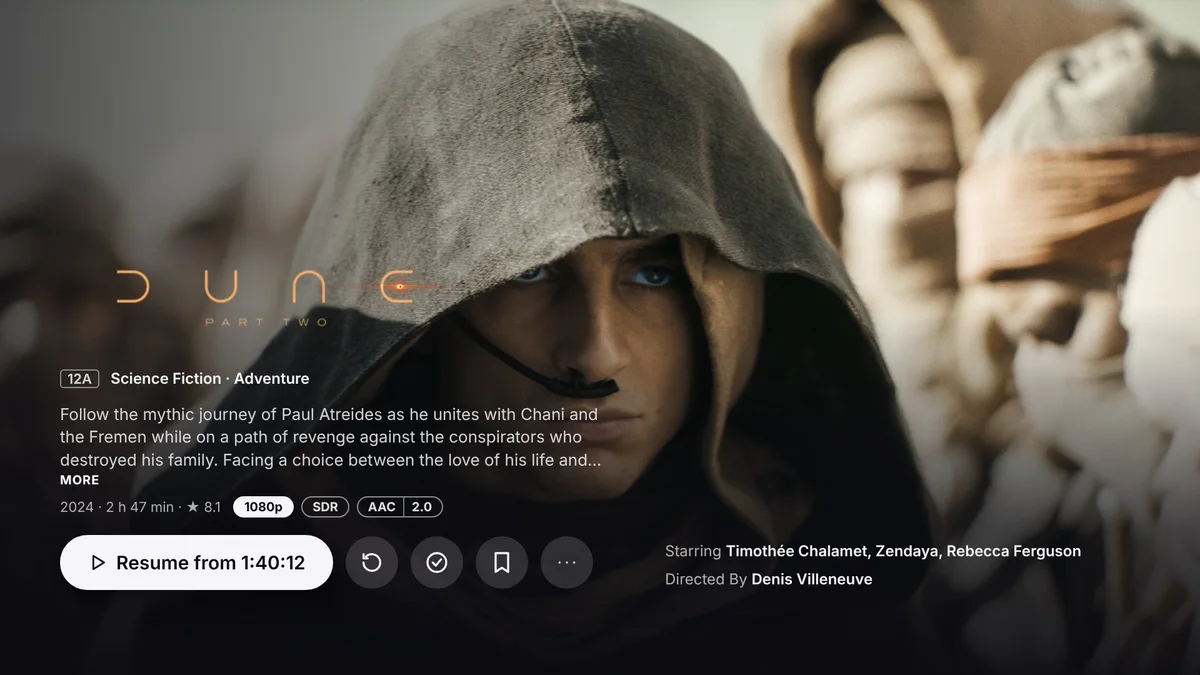 DUNE
PART TWO
12A Science Fiction · Adventure
Follow the mythic journey of Paul Atreides as he unites with Chani and
the Fremen while on a path of revenge against the conspirators who
destroyed his family. Facing a choice between the love of his life and...
MORE
2024 · 2 h 47 min · ★ 8.1 1080p SDR AAC 2.0
Resume from 1:40:12
Starring Timothée Chalamet, Zendaya, Rebecca Ferguson
Directed By Denis Villeneuve